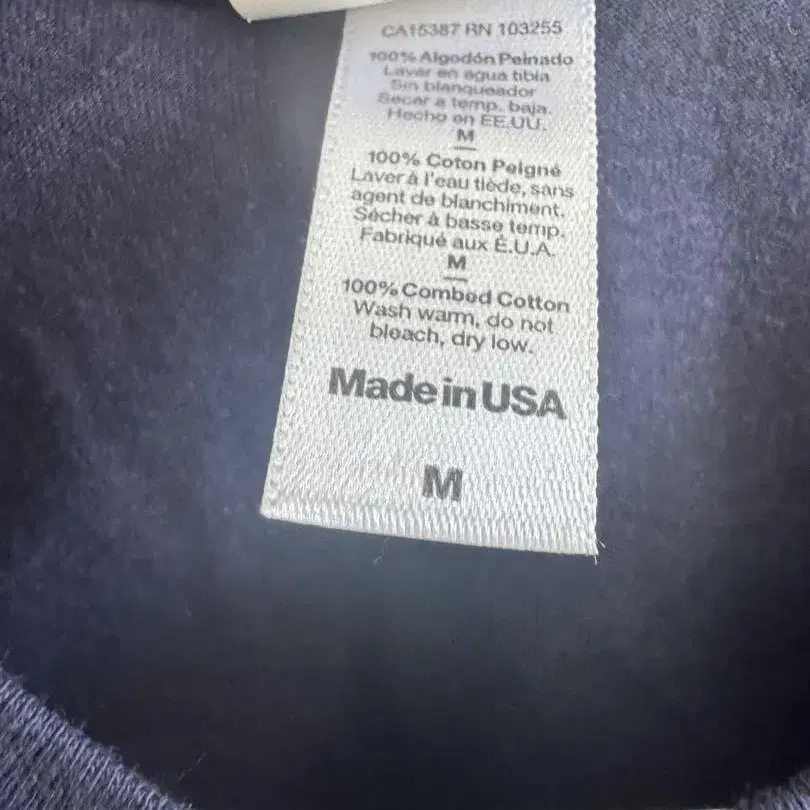 CA15387 RN 103255
100% Algodón Peinado
Lavar en agua tibia
Sin blanqueador
Secar a temp. baja.
Hecho en EE.UU.
M
100% Coton Peigné
Laver à l'eau tiède, sans
agent de blanchiment.
Sécher à basse temp.
Fabriqué aux É.U.A.
M
100% Combed Cotton
Wash warm, do not
bleach, dry low.
Made in USA
M